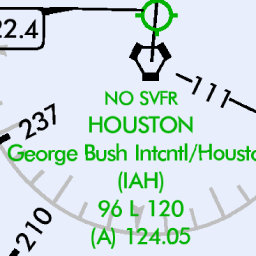 22.4
111
NO SVFR
237
HOUSTON
George Bush Intcntl/Housto
(IAH)
96 L 120
210
(A) 124.05